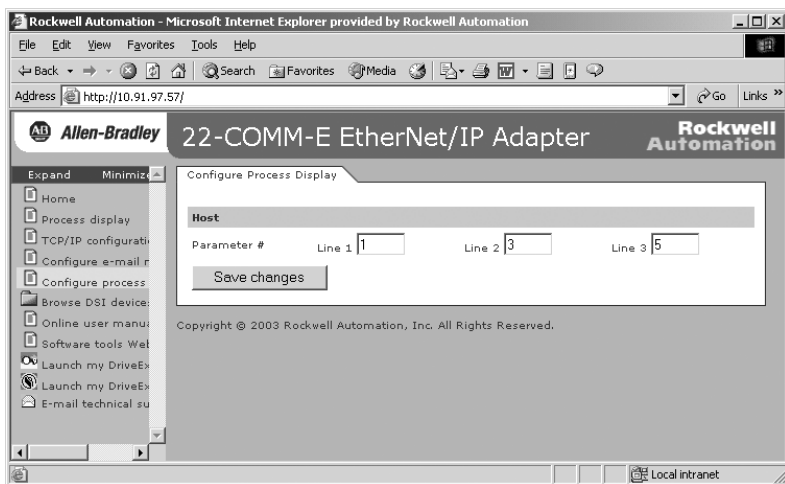 Rockwell Automation - Microsoft Internet Explorer provided by Rockwell Automation
File Edit View Favorites Tools Help
Back Search Favorites Media
Address http://10.91.97.57/ Go Links »
AB Allen-Bradley 22-COMM-E EtherNet/IP Adapter Rockwell Automation
Expand Minimize
Home
Process display
TCP/IP configurati
Configure e-mail
Configure process
Browse DSI device
Online user manu
Software tools Wel
Launch my DriveEx
Launch my DriveEx
E-mail technical su
Configure Process Display
Host
Parameter # Line 1 1 Line 2 3 Line 3 5
Save changes
Copyright © 2003 Rockwell Automation, Inc. All Rights Reserved.
Local intranet